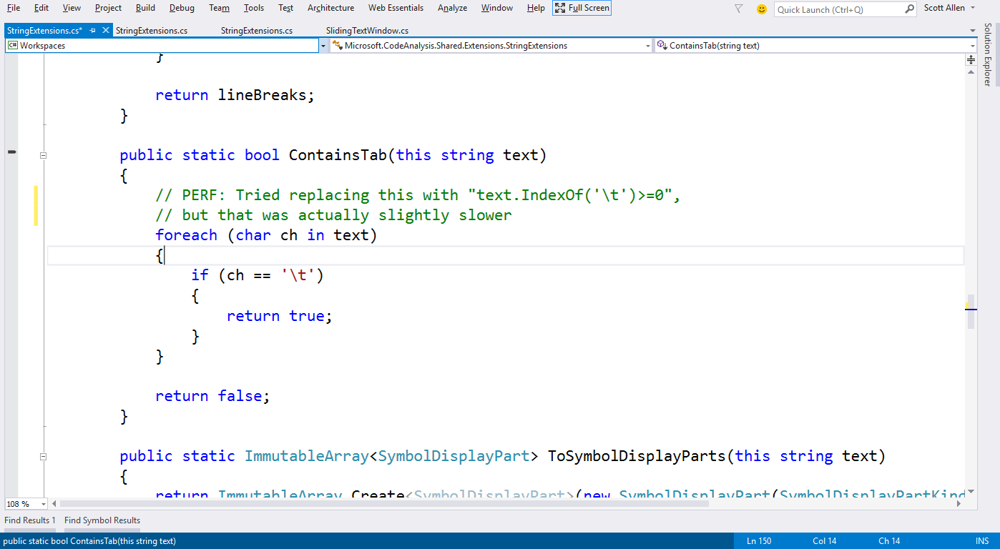 File Edit View Project Build Debug Team Tools Test Architecture Web Essentials Analyze Window Help Full Screen Quick Launch (Ctrl+Q) Scott Allen
StringExtensions.cs* StringExtensions.cs StringExtensions.cs SlidingTextWindow.cs
C# Workspaces Microsoft.CodeAnalysis.Shared.Extensions.StringExtensions ContainsTab(string text)
Solution Explorer
}
return lineBreaks;
}
public static bool ContainsTab(this string text)
{
// PERF: Tried replacing this with "text.IndexOf('\t')>=0",
// but that was actually slightly slower
foreach (char ch in text)
{
if (ch == '\t')
{
return true;
}
}
return false;
}
public static ImmutableArray<SymbolDisplayPart> ToSymbolDisplayParts(this string text)
{
return ImmutableArray.Create<SymbolDisplayPart>(new SymbolDisplayPart(SymbolDisplayPartKind
108 %
Find Results 1 Find Symbol Results
public static bool ContainsTab(this string text) Ln 150 Col 14 Ch 14 INS